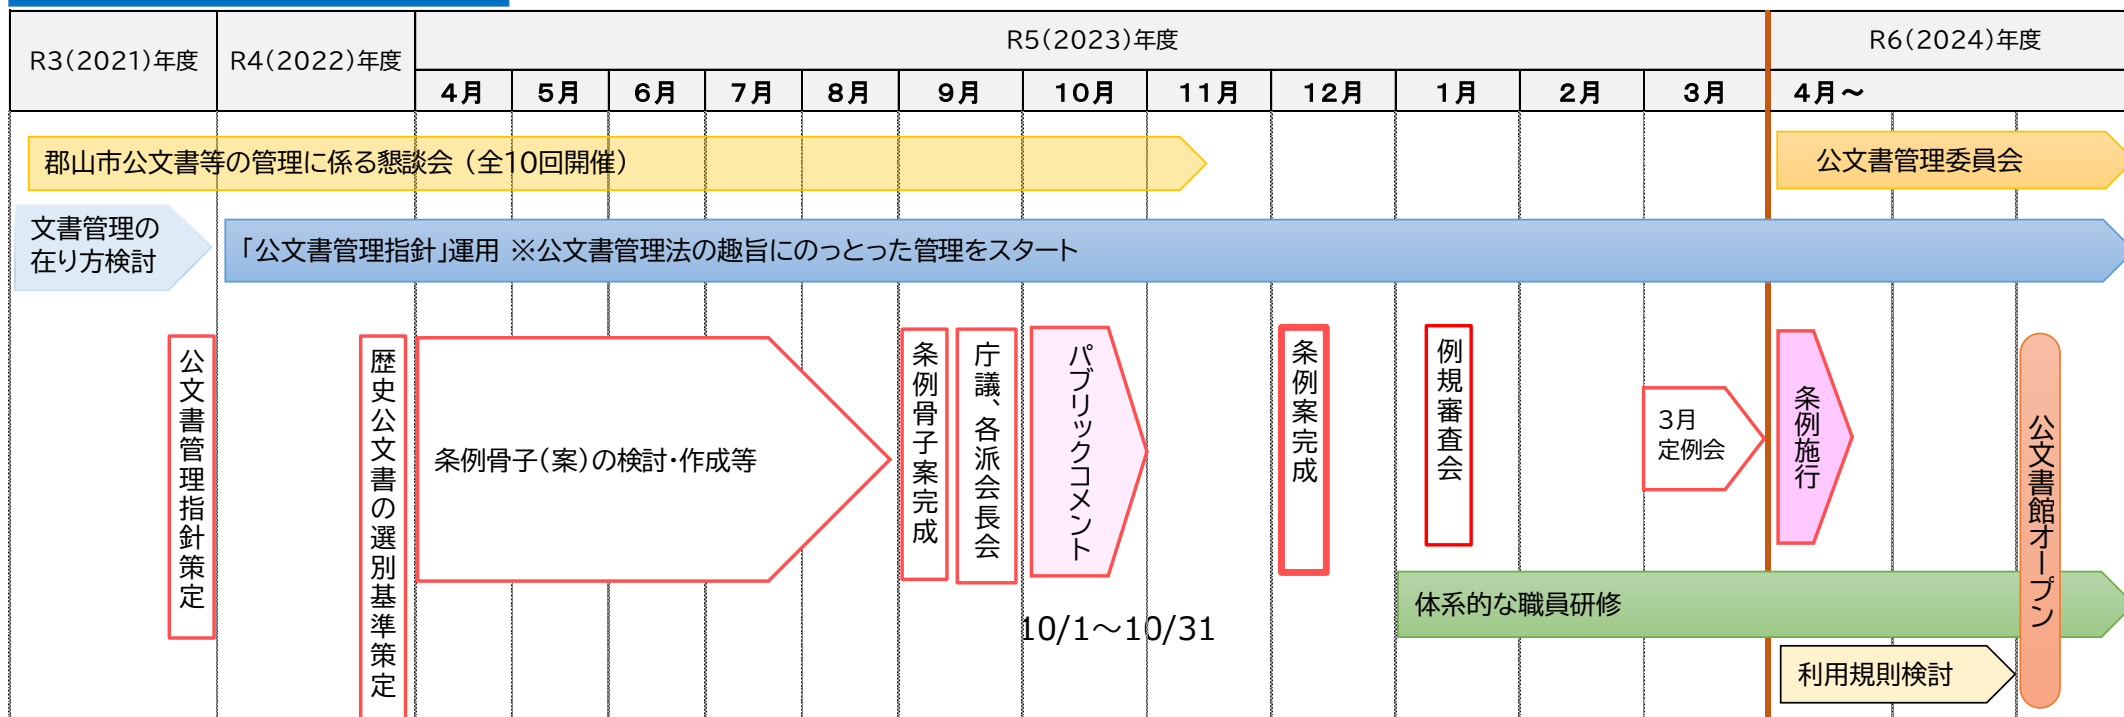 R3(2021)年度
R4(2022)年度
R5(2023)年度
R6(2024)年度
4月
5月
6月
7月
8月
9月
10月
11月
12月
1月
2月
3月
4月～
郡山市公文書等の管理に係る懇談会（全10回開催）
公文書管理委員会
文書管理の
在り方検討
「公文書管理指針」運用 ※公文書管理法の趣旨にのっとった管理をスタート
公文書管理指針策定
歴史公文書の選別基準策定
条例骨子(案)の検討・作成等
条例骨子案完成
庁議、各派会長会
パブリックコメント
10/1～10/31
条例案完成
例規審査会
3月
定例会
条例施行
公文書館オープン
体系的な職員研修
利用規則検討